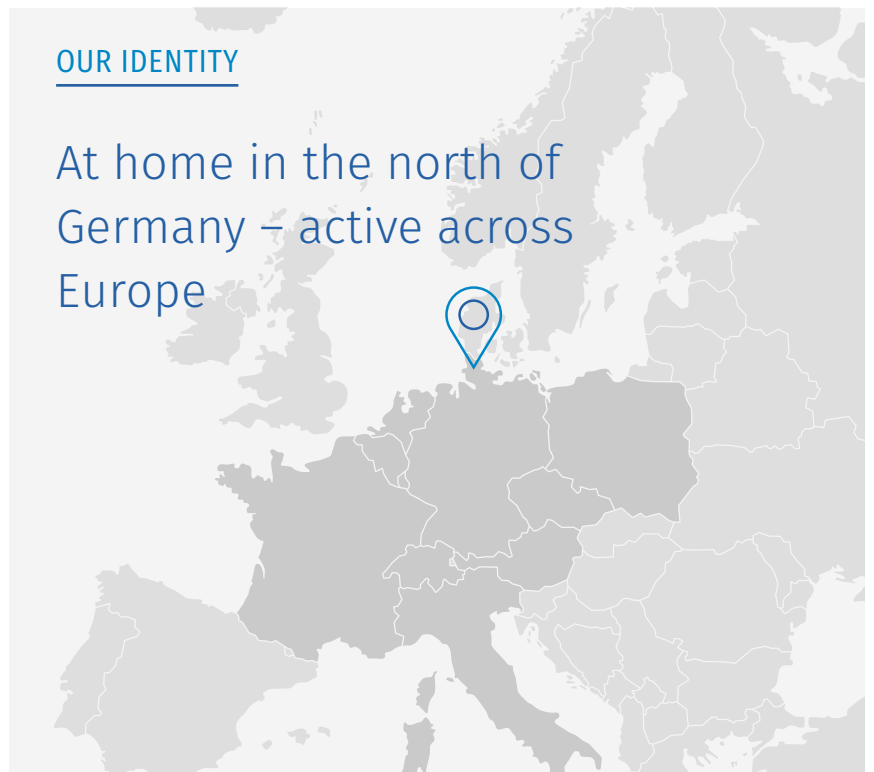 OUR IDENTITY
At home in the north of
Germany – active across
Europe